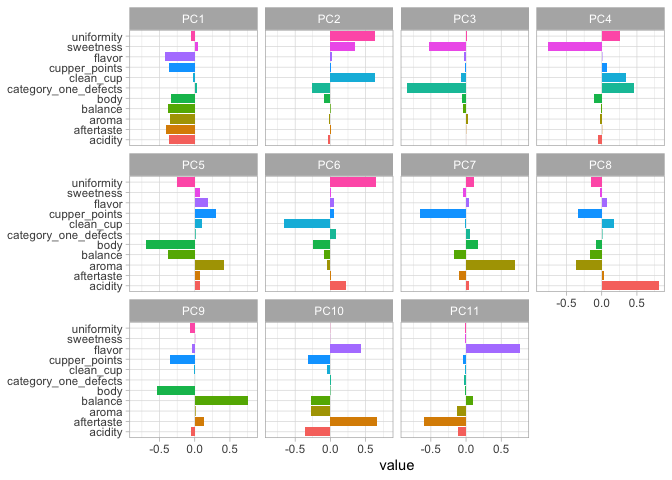 PC1 PC2 PC3 PC4
uniformity
sweetness
flavor
cupper_points
clean_cup
category_one_defects
body
balance
aroma
aftertaste
acidity
PC5 PC6 PC7 PC8
uniformity
sweetness
flavor
cupper_points
clean_cup
category_one_defects
body
balance
aroma
aftertaste
acidity
-0.5 0.0 0.5
PC9 PC10 PC11
uniformity
sweetness
flavor
cupper_points
clean_cup
category_one_defects
body
balance
aroma
aftertaste
acidity
-0.5 0.0 0.5 -0.5 0.0 0.5 -0.5 0.0 0.5
value